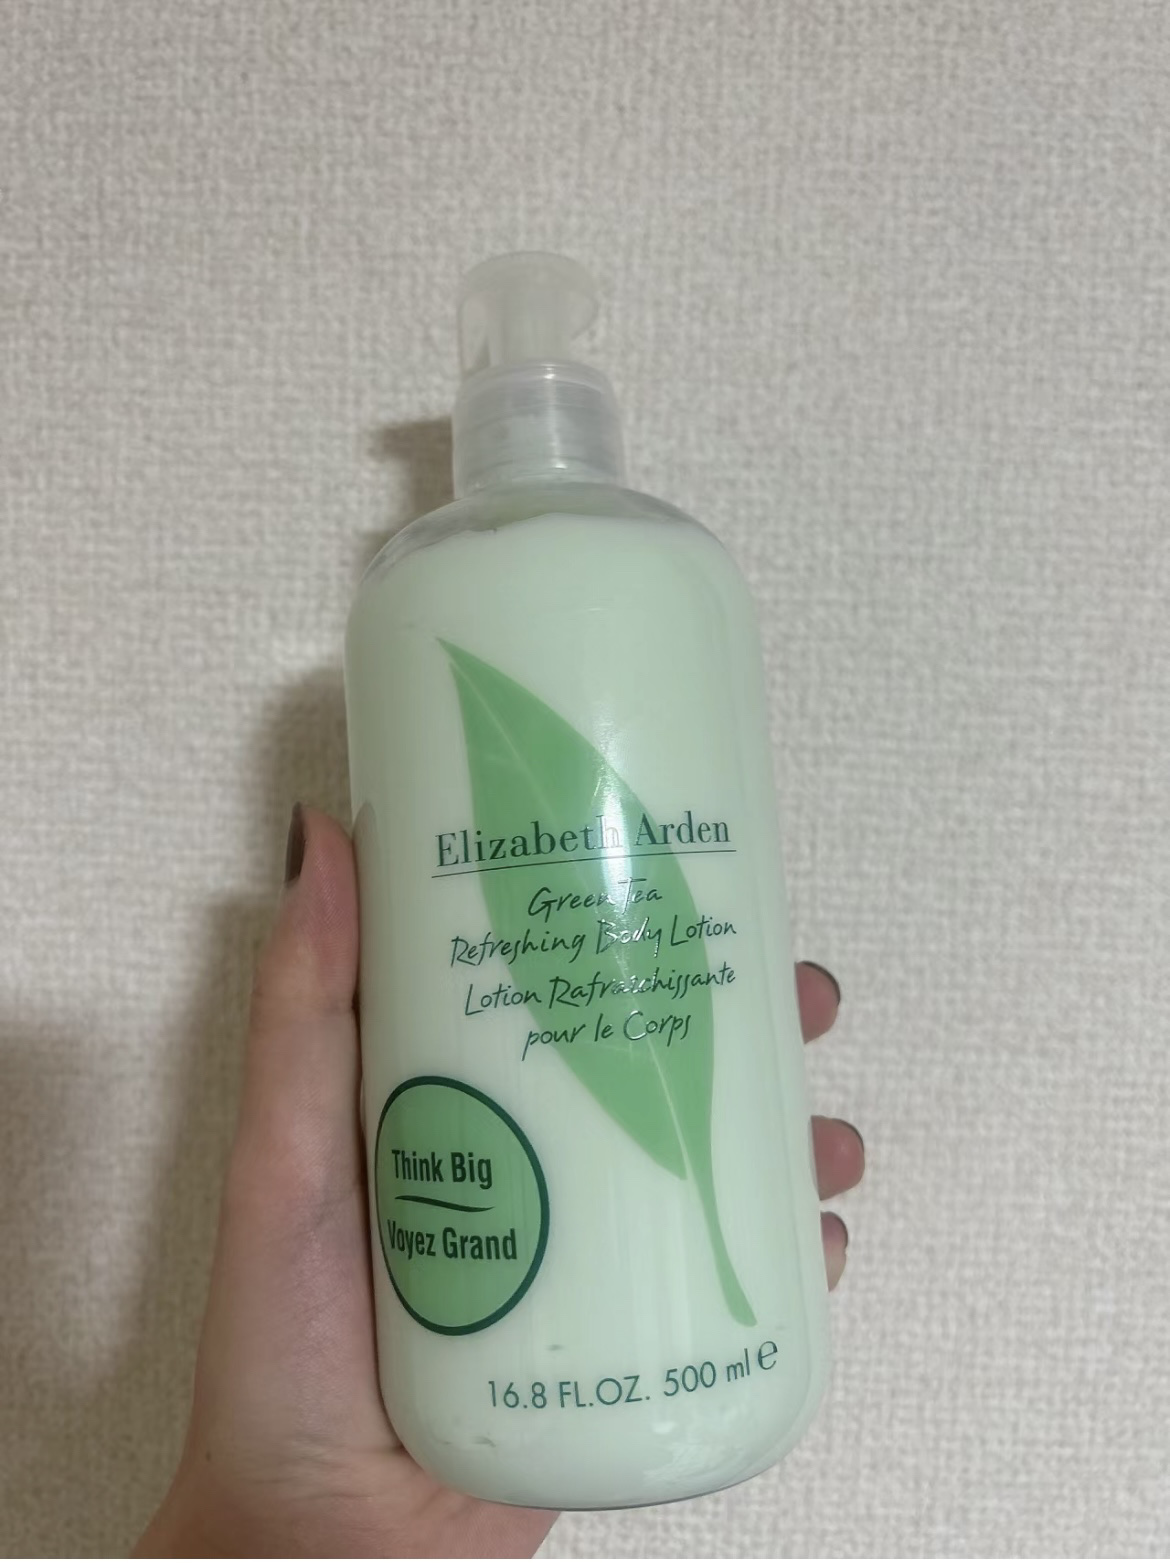 Elizabeth Arden
Green Tea
Refreshing Body Lotion
Lotion Rafraîchissante
pour le Corps
Think Big
Voyez Grand
16.8 FL.OZ. 500 ml e